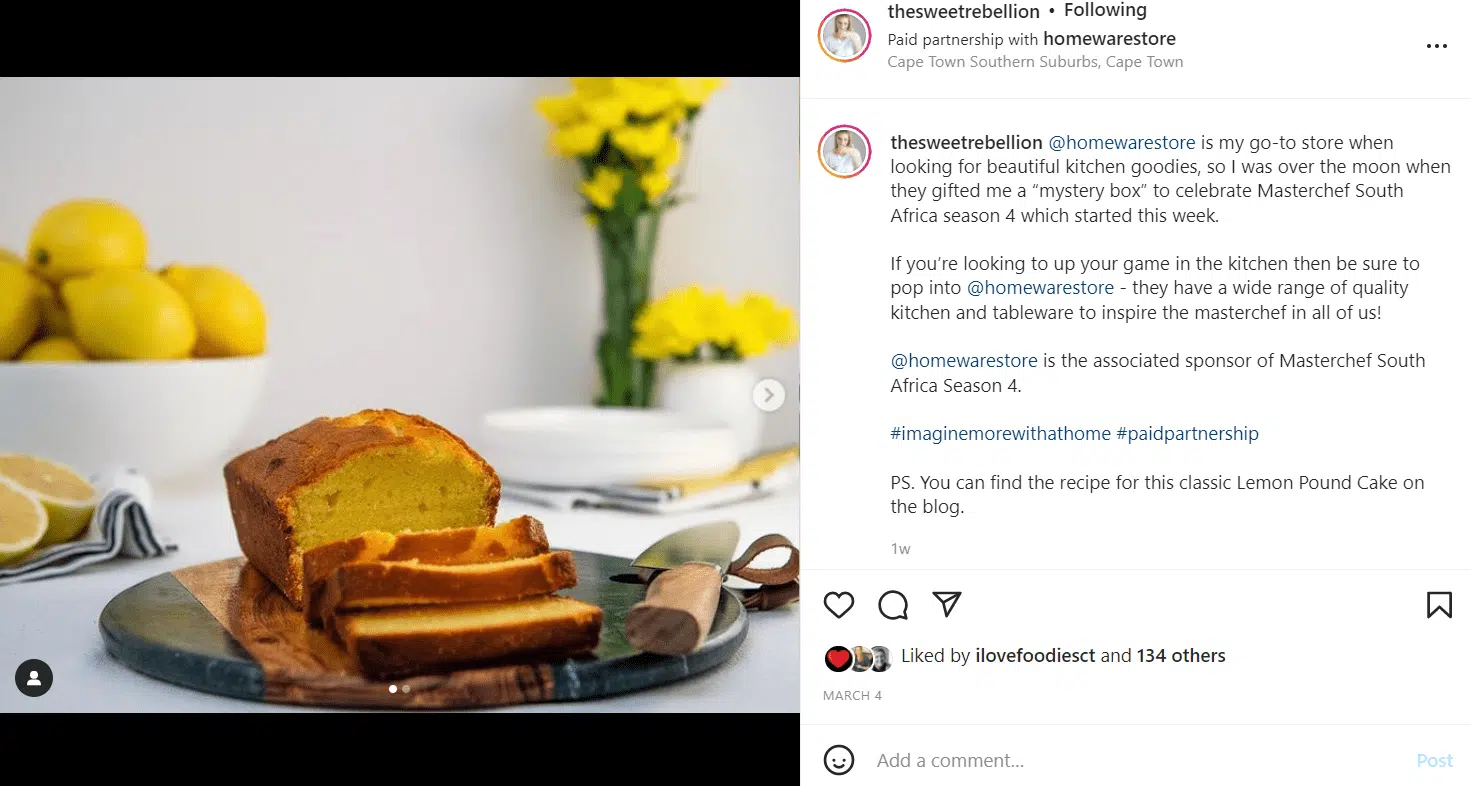 thesweetrebellion • Following
Paid partnership with homewarestore
Cape Town Southern Suburbs, Cape Town
thesweetrebellion @homewarestore is my go-to store when
looking for beautiful kitchen goodies, so I was over the moon when
they gifted me a “mystery box” to celebrate Masterchef South
Africa season 4 which started this week.
If you’re looking to up your game in the kitchen then be sure to
pop into @homewarestore - they have a wide range of quality
kitchen and tableware to inspire the masterchef in all of us!
@homewarestore is the associated sponsor of Masterchef South
Africa Season 4.
#imaginemorewithathome #paidpartnership
PS. You can find the recipe for this classic Lemon Pound Cake on
the blog.
1w
Liked by ilovefoodiesct and 134 others
MARCH 4
Add a comment...
Post